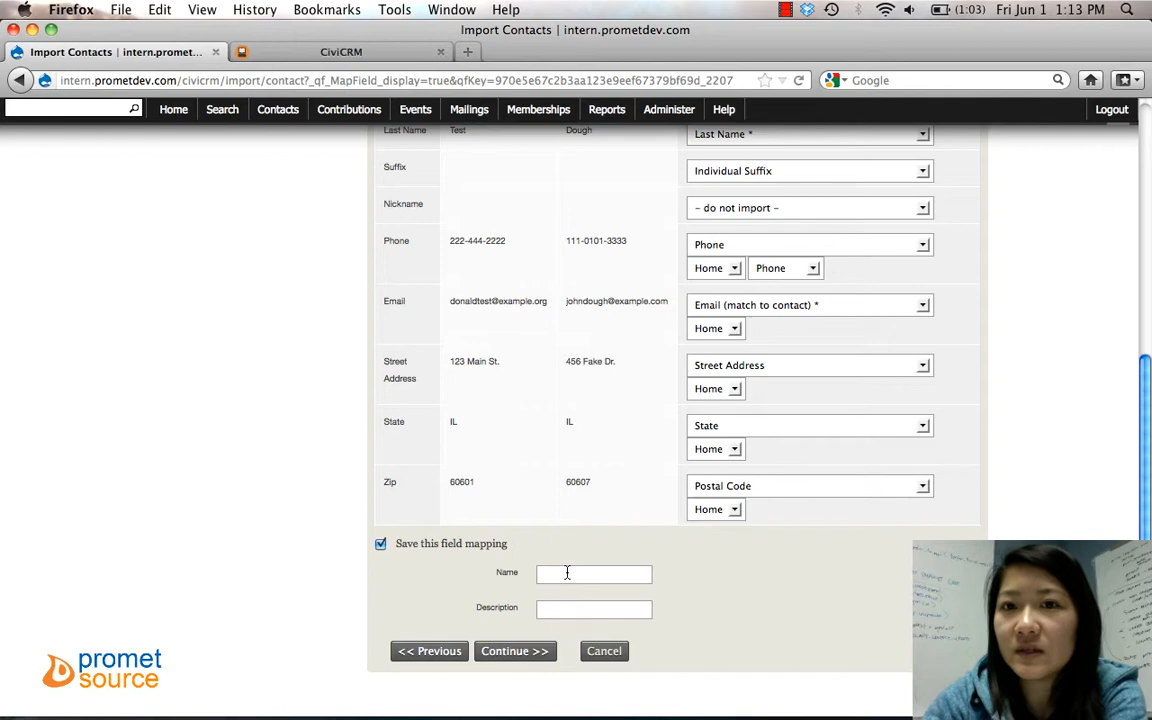 Firefox File Edit View History Bookmarks Tools Window Help (1:03) Fri Jun 1 1:13 PM
Import Contacts | intern.prometdev.com
Import Contacts | intern.promet... CiviCRM
intern.prometdev.com/civicrm/import/contact?_qf_MapField_display=true&qfKey=970e5e67c2b3aa123e9eef67379bf69d_2207 Google
Home Search Contacts Contributions Events Mailings Memberships Reports Administer Help Logout
Last Name Test Dough Last Name *
Suffix Individual Suffix
Nickname - do not import -
Phone 222-444-2222 111-0101-3333 Phone
Home Phone
Email donaldtest@example.org johndough@example.com Email (match to contact) *
Home
Street Address 123 Main St. 456 Fake Dr. Street Address
Home
State IL IL State
Home
Zip 60601 60607 Postal Code
Home
Save this field mapping
Name
Description
<< Previous Continue >> Cancel
promet
source